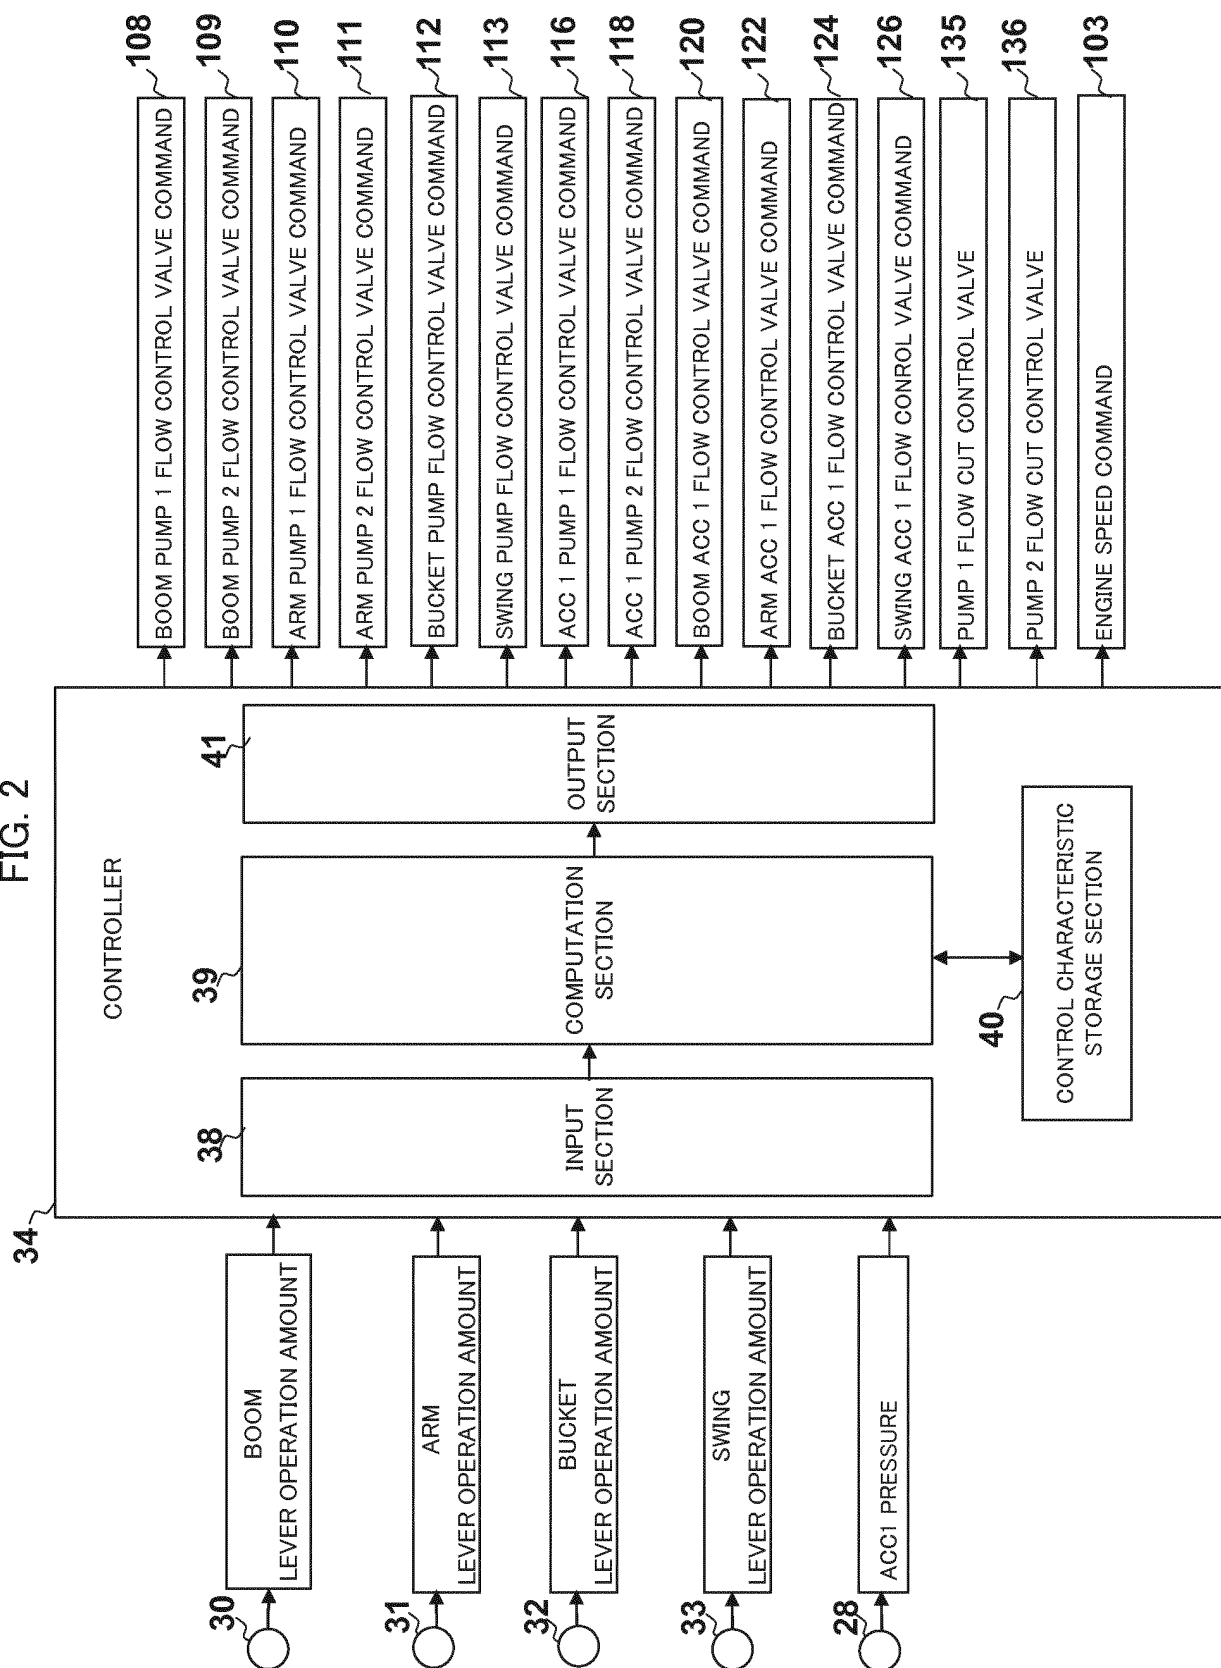 FIG. 2
34
CONTROLLER
30
BOOM
LEVER OPERATION AMOUNT
31
ARM
LEVER OPERATION AMOUNT
32
BUCKET
LEVER OPERATION AMOUNT
33
SWING
LEVER OPERATION AMOUNT
28
ACC1 PRESSURE
38
INPUT
SECTION
39
COMPUTATION
SECTION
41
OUTPUT
SECTION
40
CONTROL CHARACTERISTIC
STORAGE SECTION
BOOM PUMP 1 FLOW CONTROL VALVE COMMAND
108
BOOM PUMP 2 FLOW CONTROL VALVE COMMAND
109
ARM PUMP 1 FLOW CONTROL VALVE COMMAND
110
ARM PUMP 2 FLOW CONTROL VALVE COMMAND
111
BUCKET PUMP FLOW CONTROL VALVE COMMAND
112
SWING PUMP FLOW CONTROL VALVE COMMAND
113
ACC 1 PUMP 1 FLOW CONTROL VALVE COMMAND
116
ACC 1 PUMP 2 FLOW CONTROL VALVE COMMAND
118
BOOM ACC 1 FLOW CONTROL VALVE COMMAND
120
ARM ACC 1 FLOW CONTROL VALVE COMMAND
122
BUCKET ACC 1 FLOW CONTROL VALVE COMMAND
124
SWING ACC 1 FLOW CONROL VALVE COMMAND
126
PUMP 1 FLOW CUT CONTROL VALVE
135
PUMP 2 FLOW CUT CONTROL VALVE
136
ENGINE SPEED COMMAND
103